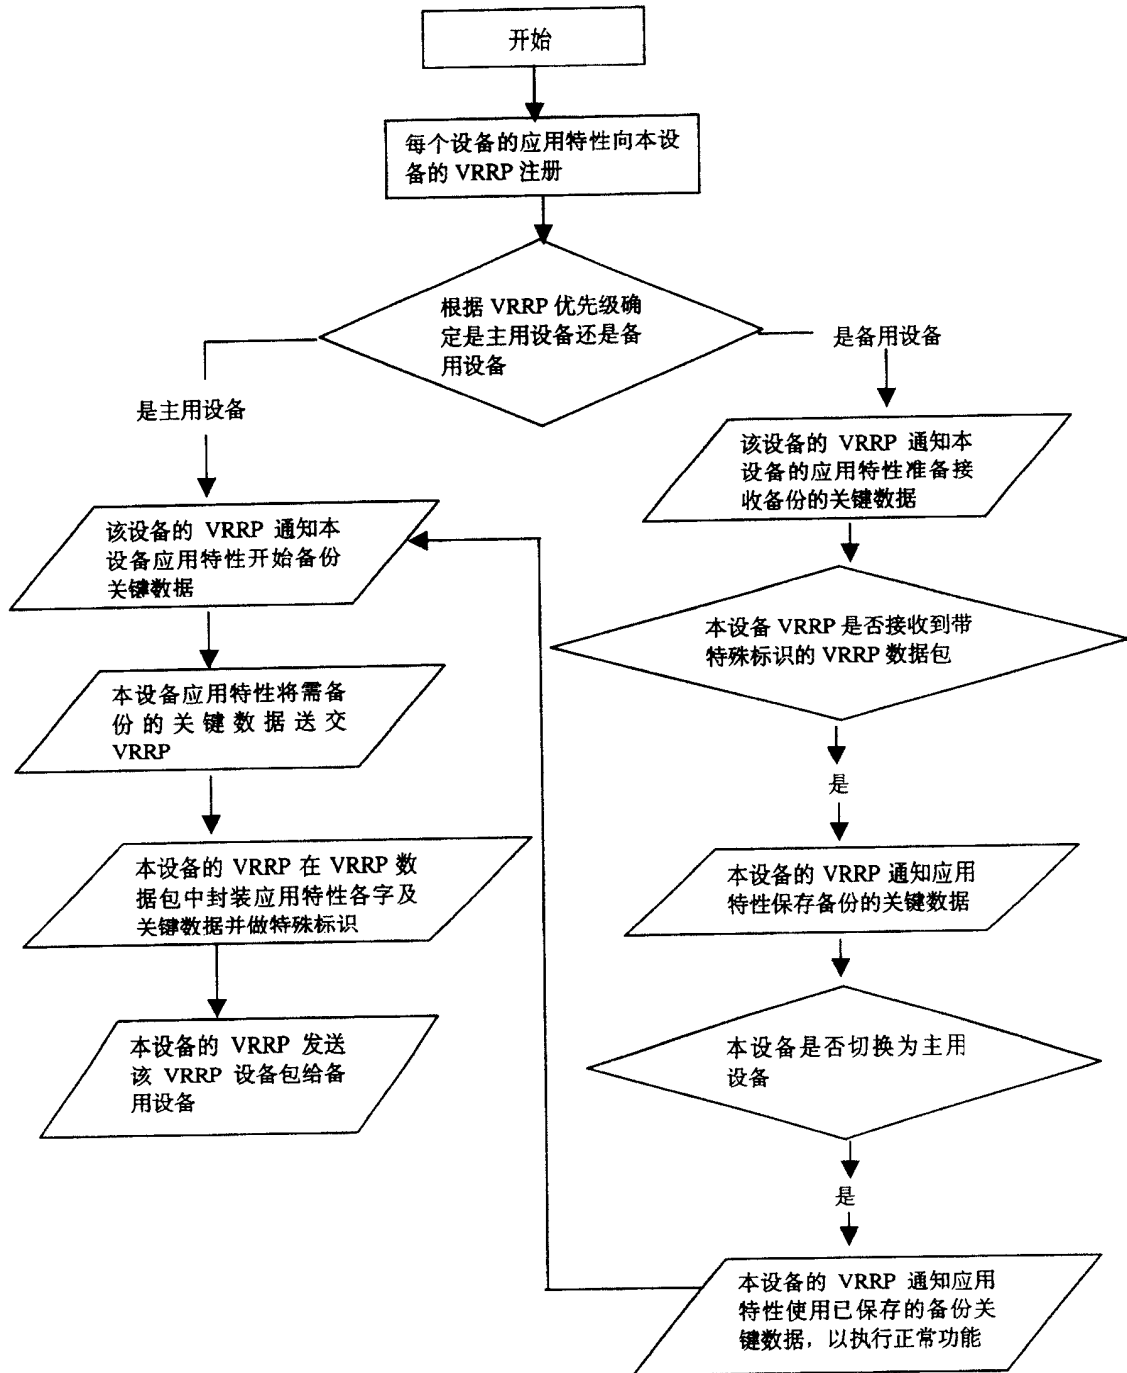 开始
每个设备的应用特性向本设
备的 VRRP 注册
根据 VRRP 优先级确
定是主用设备还是备
用设备
是主用设备
是备用设备
该设备的 VRRP 通知本
设备应用特性开始备份
关键数据
本设备应用特性将需备
份的关键数据送交
VRRP
本设备的 VRRP 在 VRRP 数
据包中封装应用特性各字及
关键数据并做特殊标识
本设备的 VRRP 发送
该 VRRP 设备包给备
用设备
该设备的 VRRP 通知本
设备的应用特性准备接
收备份的关键数据
本设备 VRRP 是否接收到带
特殊标识的 VRRP 数据包
是
本设备的 VRRP 通知应用
特性保存备份的关键数据
本设备是否切换为主用
设备
是
本设备的 VRRP 通知应用
特性使用已保存的备份关
键数据，以执行正常功能